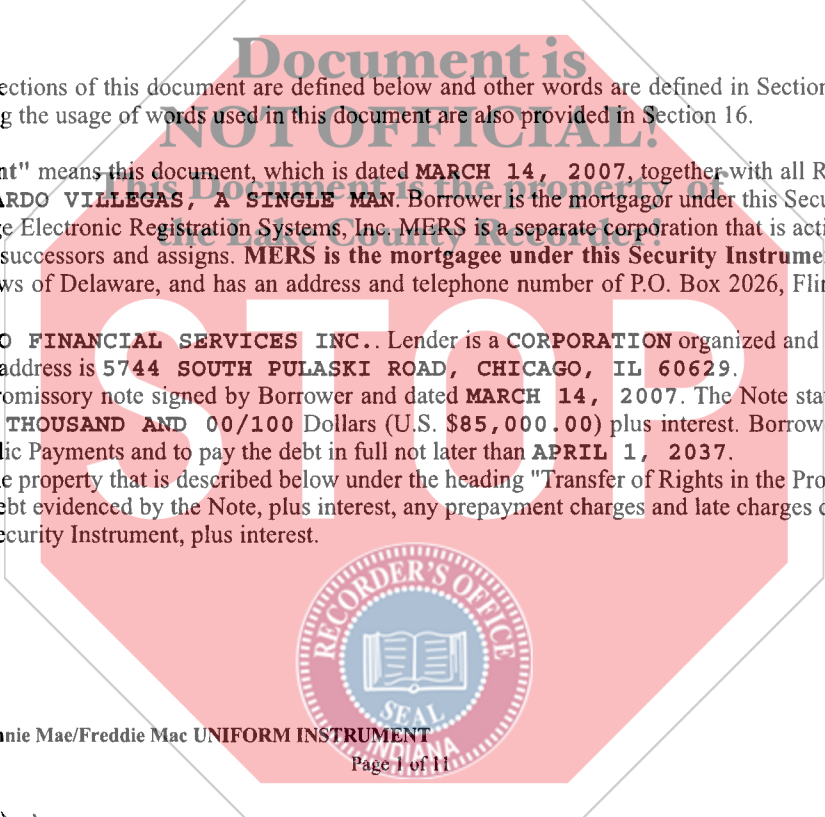 Document is
ections of this document are defined below and other words are defined in Section
NOT OFFICIAL!
g the usage of words used in this document are also provided in Section 16.
nt" means this document, which is dated MARCH 14, 2007, together with all R
This Document is the property of
ARDO VILLEGAS, A SINGLE MAN. Borrower is the mortgagor under this Secu
the Lake County Recorder!
e Electronic Registration Systems, Inc. MERS is a separate corporation that is acti
successors and assigns. MERS is the mortgagee under this Security Instrume
ws of Delaware, and has an address and telephone number of P.O. Box 2026, Flin
STOP
O FINANCIAL SERVICES INC.. Lender is a CORPORATION organized and
address is 5744 SOUTH PULASKI ROAD, CHICAGO, IL 60629.
omissory note signed by Borrower and dated MARCH 14, 2007. The Note sta
THOUSAND AND 00/100 Dollars (U.S. $85,000.00) plus interest. Borrow
lic Payments and to pay the debt in full not later than APRIL 1, 2037.
e property that is described below under the heading "Transfer of Rights in the Pro
ebt evidenced by the Note, plus interest, any prepayment charges and late charges d
ecurity Instrument, plus interest.
RECORDER'S OFFICE
SEAL
INDIANA
nnie Mae/Freddie Mac UNIFORM INSTRUMENT
Page 1 of 11